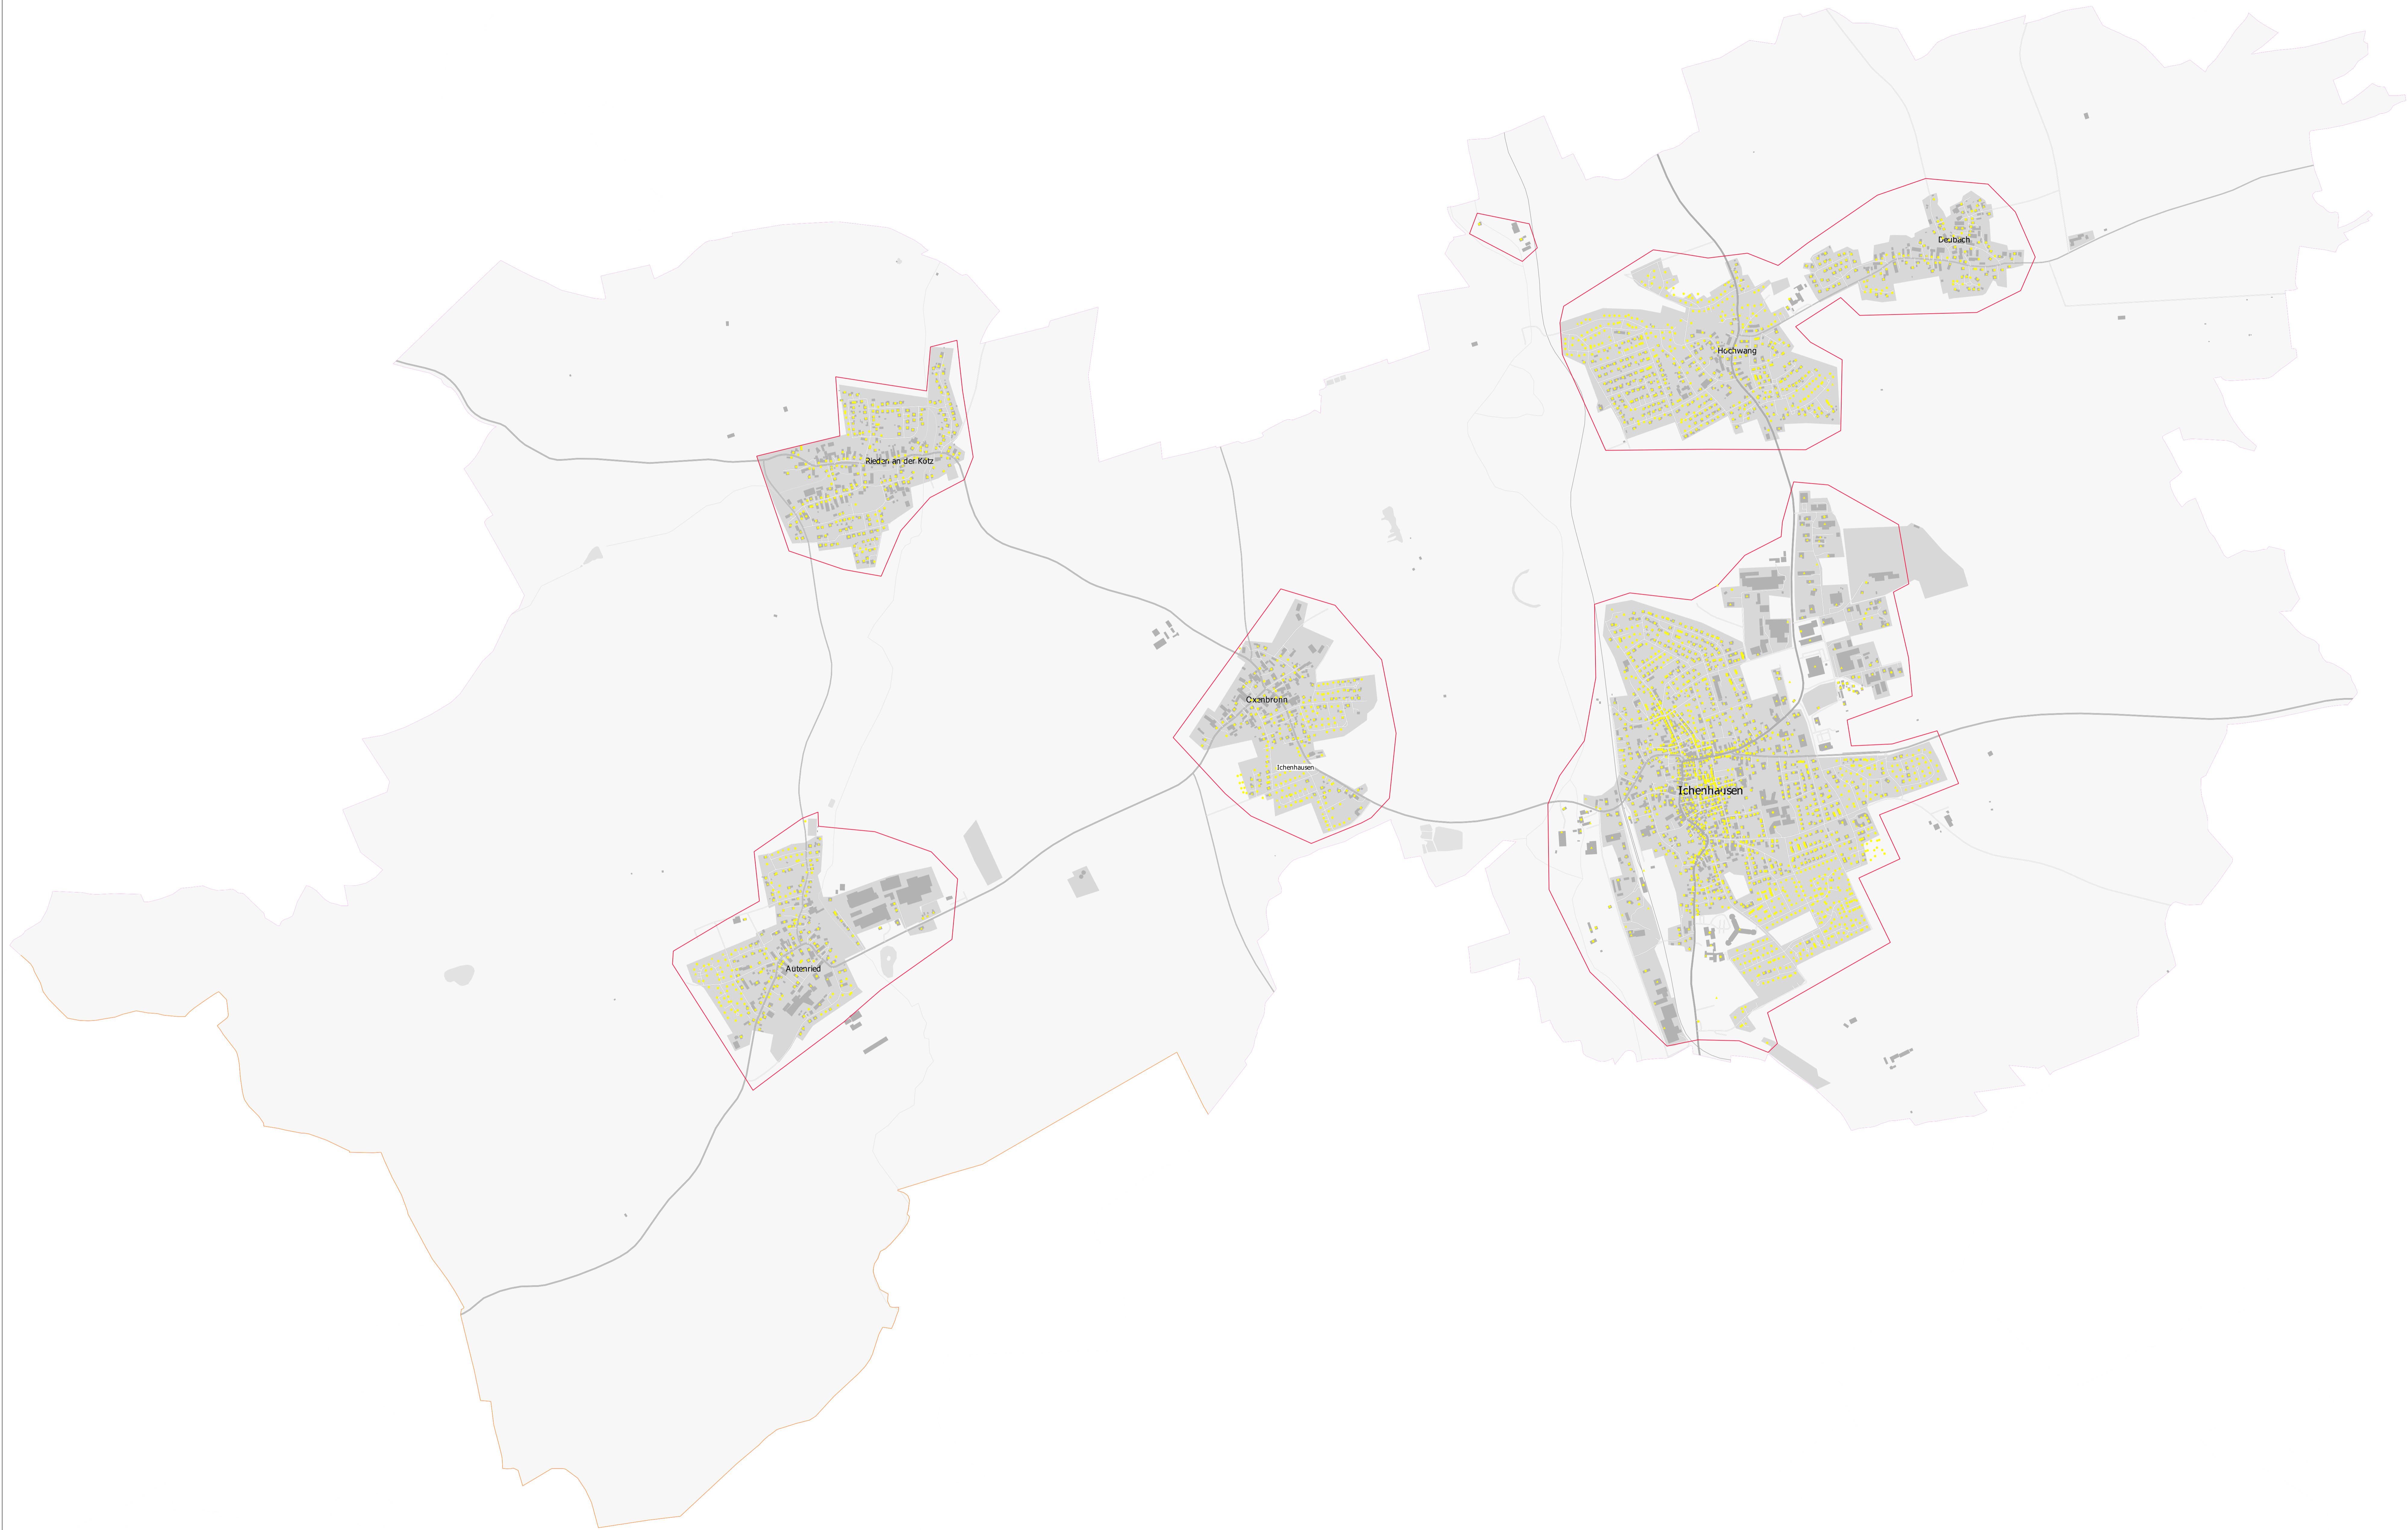 Deubach
Hochwang
Rieden an der Kötz
Oxenbronn
Ichenhausen
Ichenhausen
Autenried